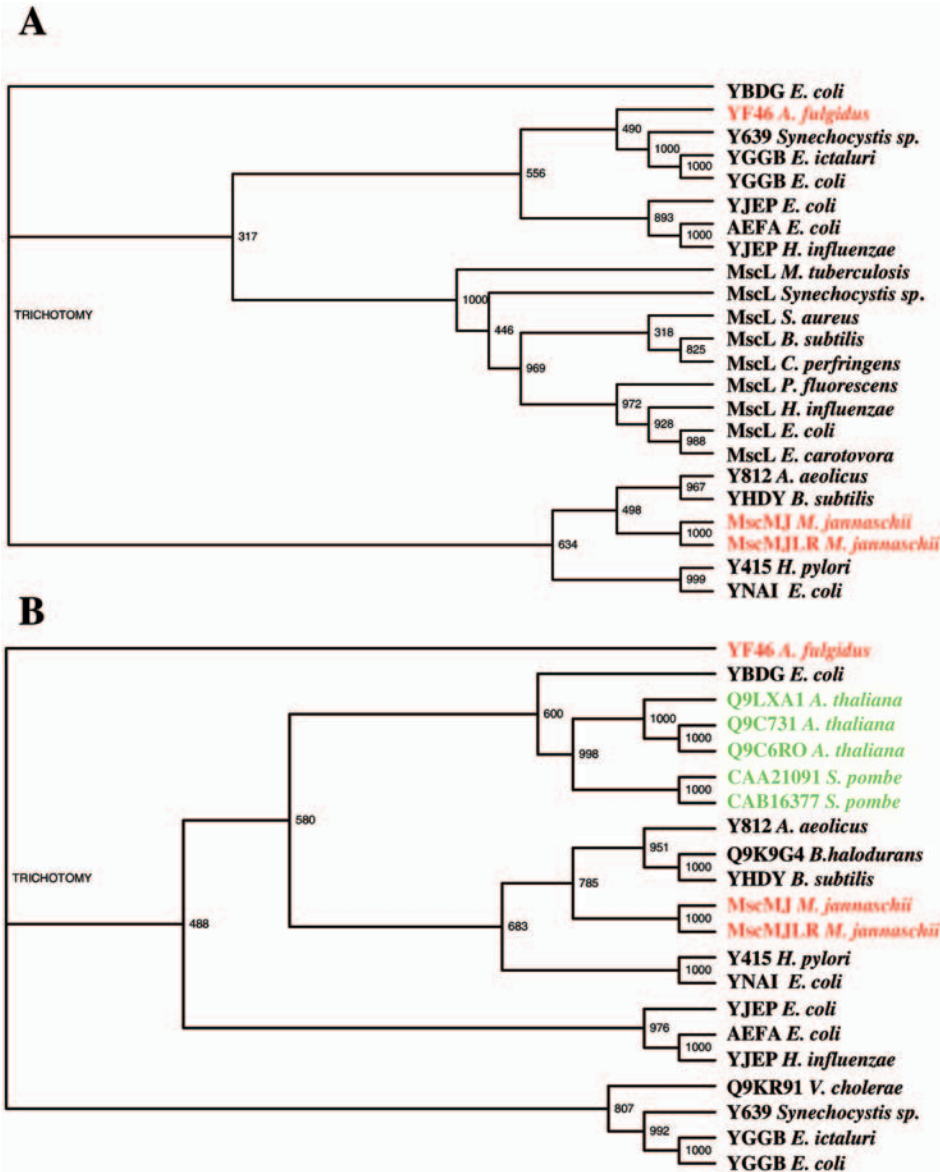 A
YBDG E. coli
YF46 A. fulgidus
490
Y639 Synechocystis sp.
1000
YGGB E. ictaluri
1000
556
YGGB E. coli
YJEP E. coli
893
AEFA E. coli
317
1000
YJEP H. influenzae
MscL M. tuberculosis
1000
MscL Synechocystis sp.
TRICHOTOMY
MscL S. aureus
446
318
MscL B. subtilis
825
969
MscL C. perfringens
MscL P. fluorescens
972
MscL H. influenzae
928
MscL E. coli
988
MscL E. carotovora
Y812 A. aeolicus
967
498
YHDY B. subtilis
MscMJ M. jannaschii
1000
634
MscMJLR M. jannaschii
Y415 H. pylori
999
YNAI E. coli
B
YF46 A. fulgidus
YBDG E. coli
Q9LXA1 A. thaliana
600
1000
Q9C731 A. thaliana
1000
998
Q9C6RO A. thaliana
CAA21091 S. pombe
1000
CAB16377 S. pombe
580
Y812 A. aeolicus
951
Q9K9G4 B.halodurans
1000
TRICHOTOMY
YHDY B. subtilis
785
MscMJ M. jannaschii
1000
488
683
MscMJLR M. jannaschii
Y415 H. pylori
1000
YNAI E. coli
YJEP E. coli
976
AEFA E. coli
1000
YJEP H. influenzae
Q9KR91 V. cholerae
807
Y639 Synechocystis sp.
992
YGGB E. ictaluri
1000
YGGB E. coli